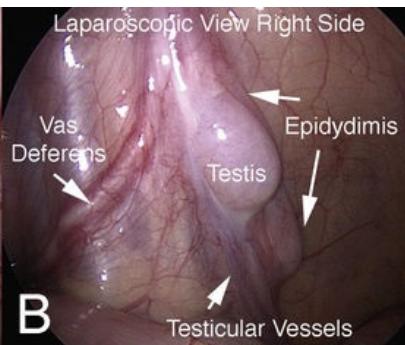 Laparoscopic View Right Side
Vas
Deferens
Epidydimis
Testis
B
Testicular Vessels